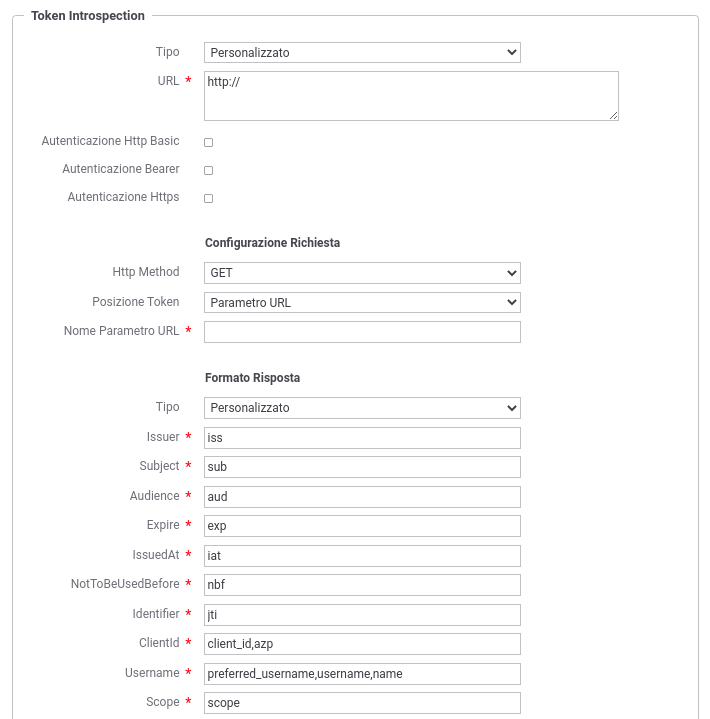 Token Introspection
Tipo Personalizzato
URL * http://
Autenticazione Http Basic
Autenticazione Bearer
Autenticazione Https
Configurazione Richiesta
Http Method GET
Posizione Token Parametro URL
Nome Parametro URL *
Formato Risposta
Tipo Personalizzato
Issuer * iss
Subject * sub
Audience * aud
Expire * exp
IssuedAt * iat
NotToBeUsedBefore * nbf
Identifier * jti
ClientId * client_id,azp
Username * preferred_username,username,name
Scope * scope